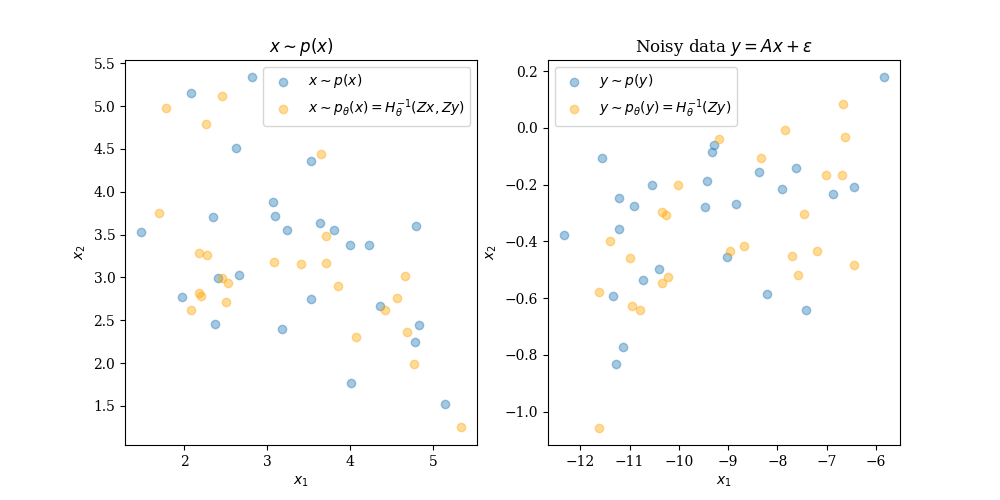 x ∼ p(x)
x ∼ p(x)
x ∼ p_θ(x) = H_θ^{-1}(Zx, Zy)
5.5
5.0
4.5
4.0
3.5
3.0
2.5
2.0
1.5
x₂
2
3
4
5
x₁
Noisy data y = Ax + ε
y ∼ p(y)
y ∼ p_θ(y) = H_θ^{-1}(Zy)
0.2
0.0
−0.2
−0.4
−0.6
−0.8
−1.0
x₂
−12
−11
−10
−9
−8
−7
−6
x₁